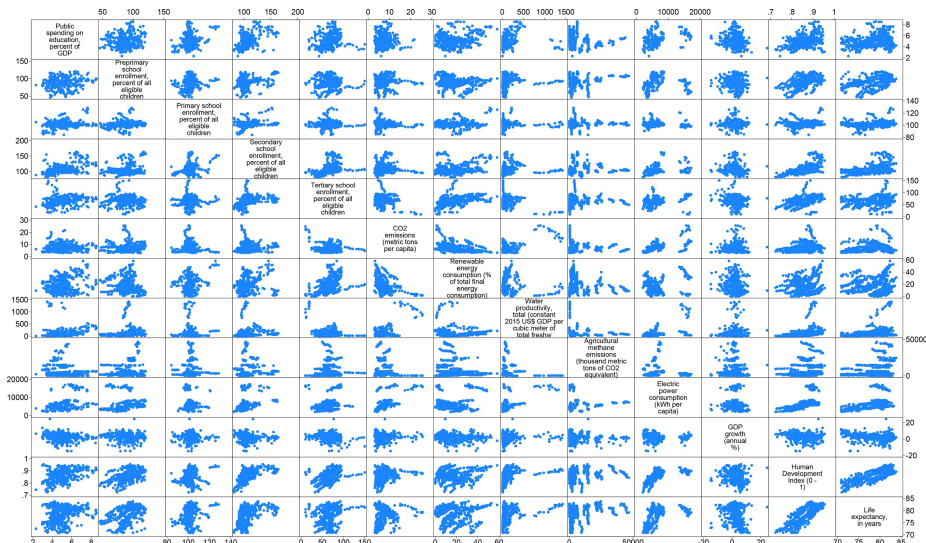 50 100 150 100 150 200 0 10 20 30 0 500 1000 1500 0 10000 20000 .7 .8 .9 1
Public
spending on
education,
percent of
GDP
8
6
4
2
150
100
50
Preprimary
school
enrollment,
percent of all
eligible
children
Primary school
enrollment,
percent of all
eligible
children
140
120
100
80
200
150
100
Secondary
school
enrollment,
percent of all
eligible
children
Tertiary school
enrollment,
percent of all
eligible
children
150
100
50
0
30
20
10
0
CO2
emissions
(metric tons
per capita)
Renewable
energy
consumption (%
of total final
energy
consumption)
60
40
20
0
1500
1000
500
0
Water
productivity,
total (constant
2015 US$ GDP per
cubic meter of
total freshw
Agricultural
methane
emissions
(thousand metric
tons of CO2
equivalent)
50000
0
20000
10000
0
Electric
power
consumption
(kWh per
capita)
GDP
growth
(annual
%)
20
0
-20
1
.9
.8
.7
Human
Development
Index (0 -
1)
Life
expectancy,
in years
85
80
75
70
2 4 6 8 80 100 120 140 0 50 100 150 0 20 40 60 0 50000 -20 0 20 70 75 80 85